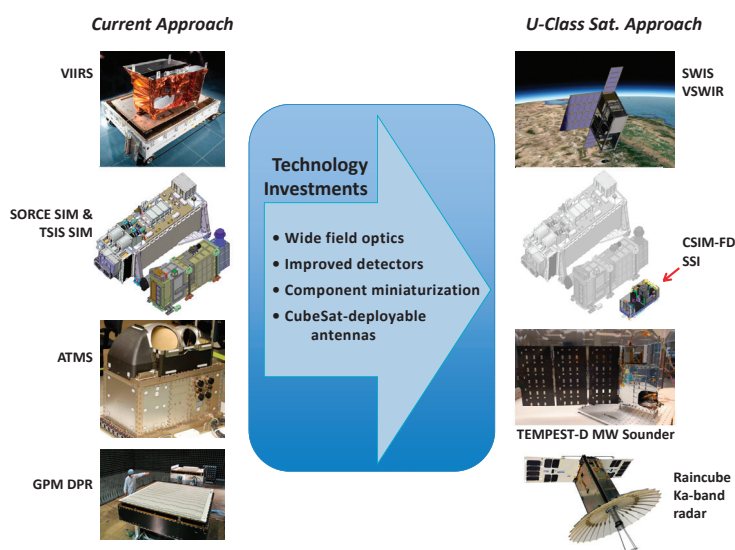 Current Approach
U-Class Sat. Approach
VIIRS
SORCE SIM &
TSIS SIM
ATMS
GPM DPR
Technology
Investments
• Wide field optics
• Improved detectors
• Component miniaturization
• CubeSat-deployable
antennas
SWIS
VSWIR
CSIM-FD
SSI
TEMPEST-D MW Sounder
Raincube
Ka-band
radar